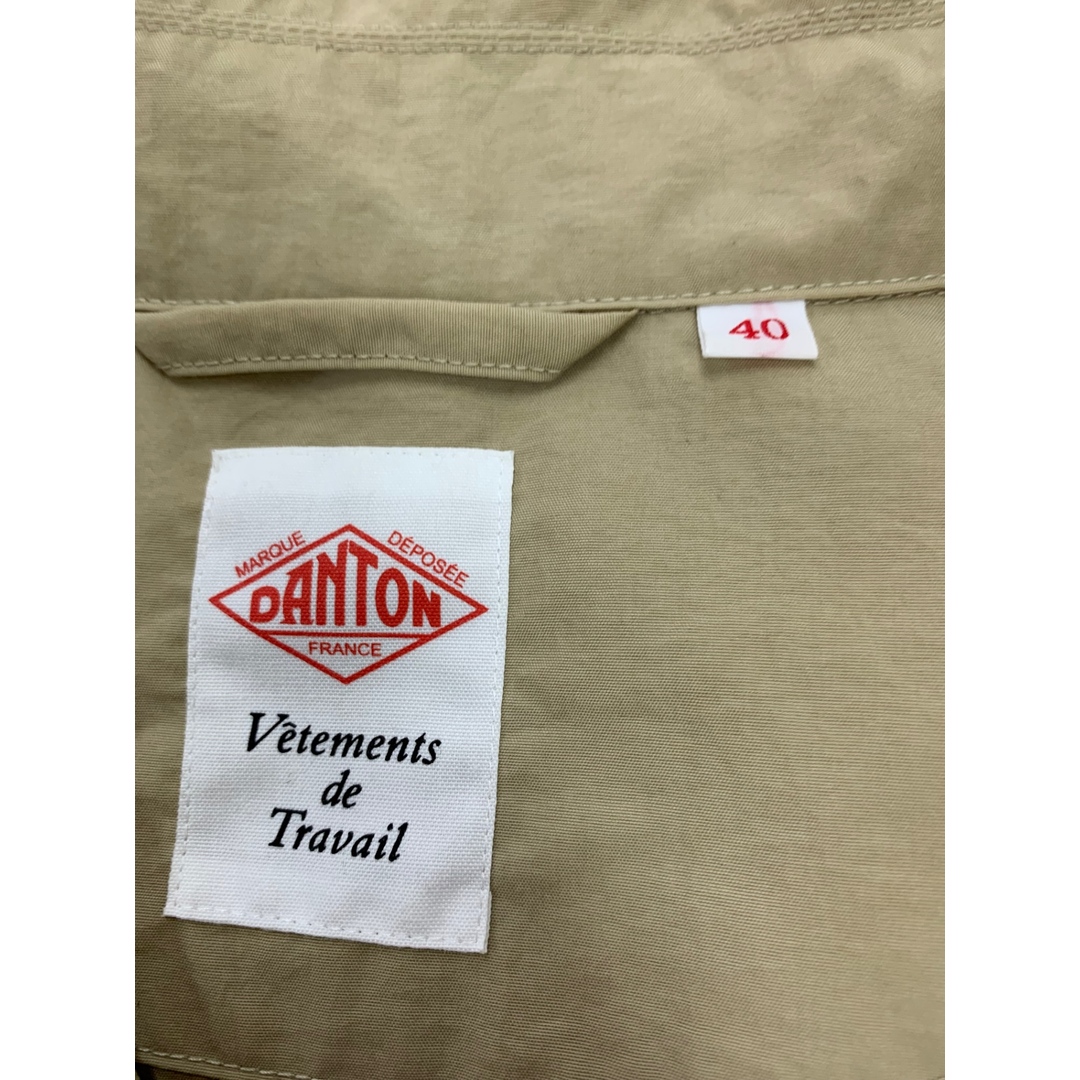 40
MARQUE DÉPOSÉE
DANTON
FRANCE
Vêtements
de
Travail